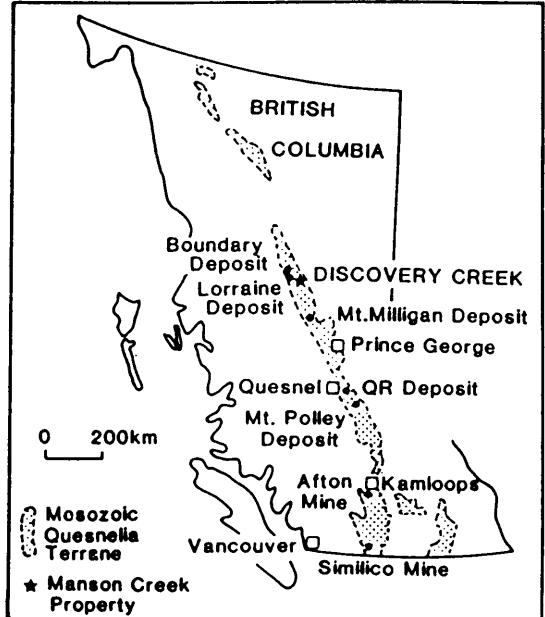 BRITISH
COLUMBIA
Boundary
Deposit
DISCOVERY CREEK
Lorraine
Deposit
Mt.Milligan Deposit
Prince George
Quesnel
QR Deposit
Mt. Polley
Deposit
0 200km
Afton
Mine
Kamloops
Mosozoic
Quesnella
Terrane
Vancouver
Similico Mine
Manson Creek
Property